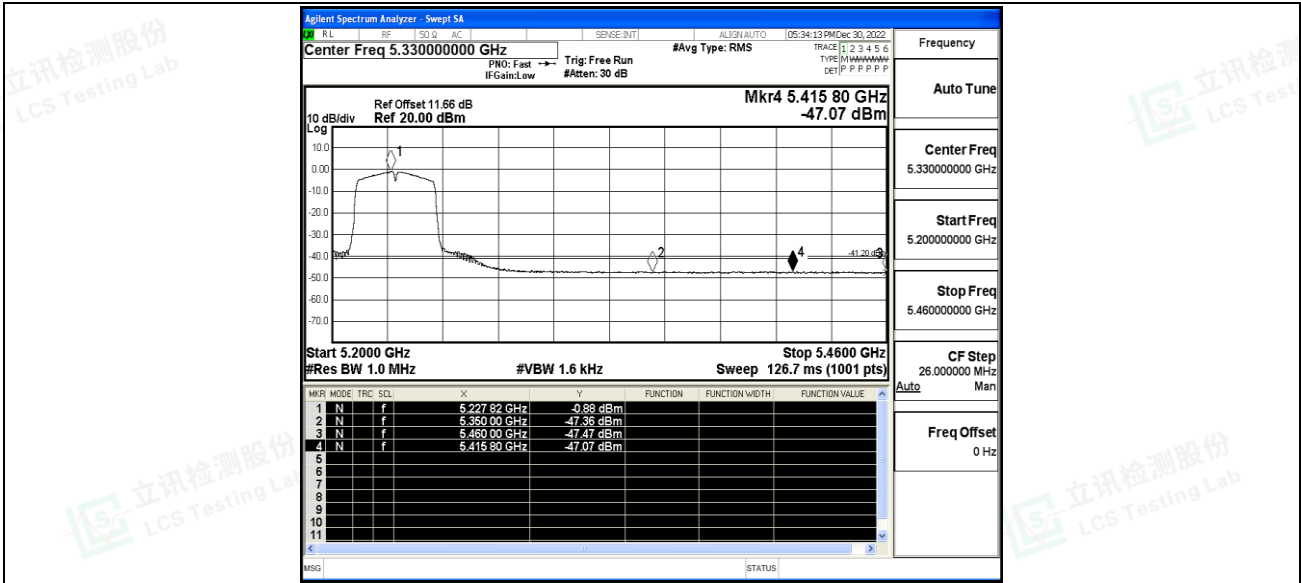 Agilent Spectrum Analyzer - Swept SA
LXI RL RF 50 Ω AC SENSE:INT ALIGN AUTO 05:34:13 PM Dec 30, 2022
Center Freq 5.330000000 GHz
#Avg Type: RMS
TRACE 1 2 3 4 5 6
TYPE M WWWWW
DET P P P P P P
PNO: Fast
IFGain:Low
Trig: Free Run
#Atten: 30 dB
Mkr4 5.415 80 GHz
-47.07 dBm
Ref Offset 11.66 dB
10 dB/div Ref 20.00 dBm
Log
10.0
0.00
-10.0
-20.0
-30.0
-40.0
-50.0
-60.0
-70.0
1
2
4
3
-41.20 dBm
Start 5.2000 GHz Stop 5.4600 GHz
#Res BW 1.0 MHz #VBW 1.6 kHz Sweep 126.7 ms (1001 pts)
MKR MODE TRC SCL X Y FUNCTION FUNCTION WIDTH FUNCTION VALUE
1 N f 5.227 82 GHz -0.88 dBm
2 N f 5.350 00 GHz -47.36 dBm
3 N f 5.460 00 GHz -47.47 dBm
4 N f 5.415 80 GHz -47.07 dBm
5
6
7
8
9
10
11
MSG STATUS
Frequency
Auto Tune
Center Freq
5.330000000 GHz
Start Freq
5.200000000 GHz
Stop Freq
5.460000000 GHz
CF Step
26.000000 MHz
Auto Man
Freq Offset
0 Hz
立讯检测股份
LCS Testing Lab
立讯检测
LCS Test
立讯检测股份
LCS Testing Lab
立讯检测股份
LCS Testing Lab